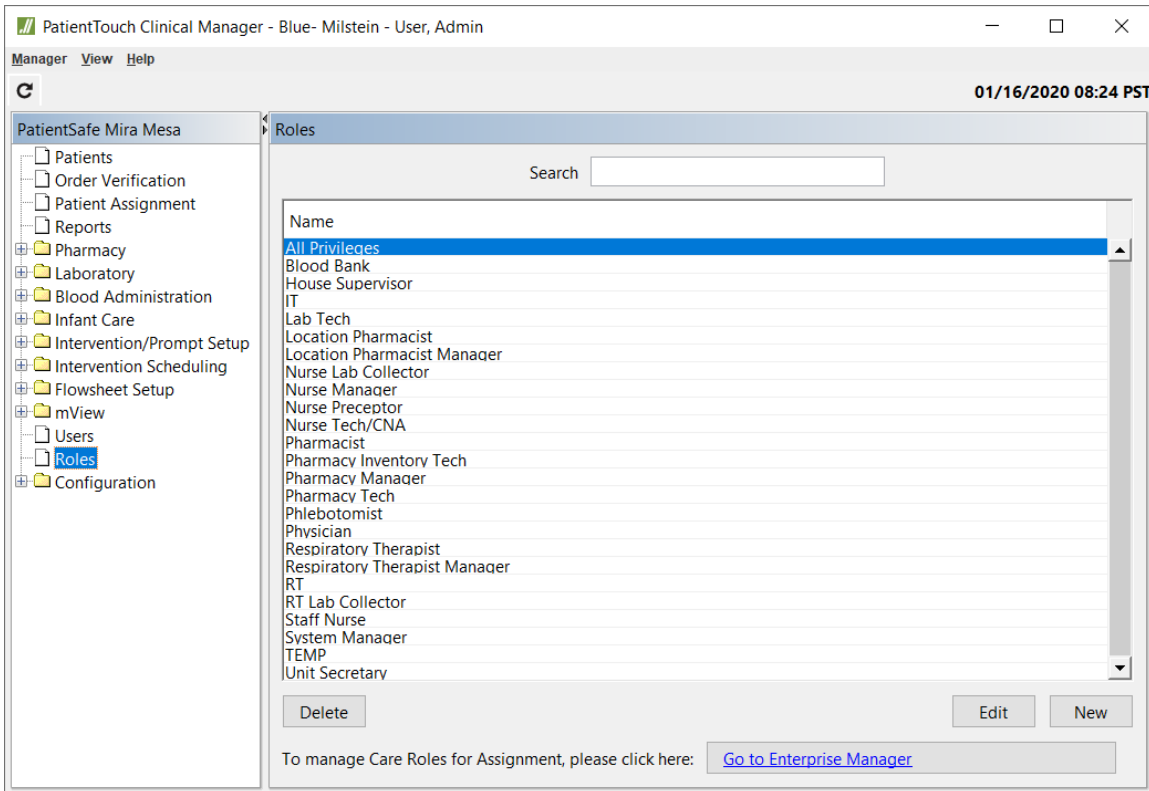 PatientTouch Clinical Manager - Blue- Milstein - User, Admin
Manager View Help
01/16/2020 08:24 PST
PatientSafe Mira Mesa
Patients
Order Verification
Patient Assignment
Reports
Pharmacy
Laboratory
Blood Administration
Infant Care
Intervention/Prompt Setup
Intervention Scheduling
Flowsheet Setup
mView
Users
Roles
Configuration
Roles
Search
Name
All Privileges
Blood Bank
House Supervisor
IT
Lab Tech
Location Pharmacist
Location Pharmacist Manager
Nurse Lab Collector
Nurse Manager
Nurse Preceptor
Nurse Tech/CNA
Pharmacist
Pharmacy Inventory Tech
Pharmacy Manager
Pharmacy Tech
Phlebotomist
Physician
Respiratory Therapist
Respiratory Therapist Manager
RT
RT Lab Collector
Staff Nurse
System Manager
TEMP
Unit Secretary
Delete Edit New
To manage Care Roles for Assignment, please click here: Go to Enterprise Manager